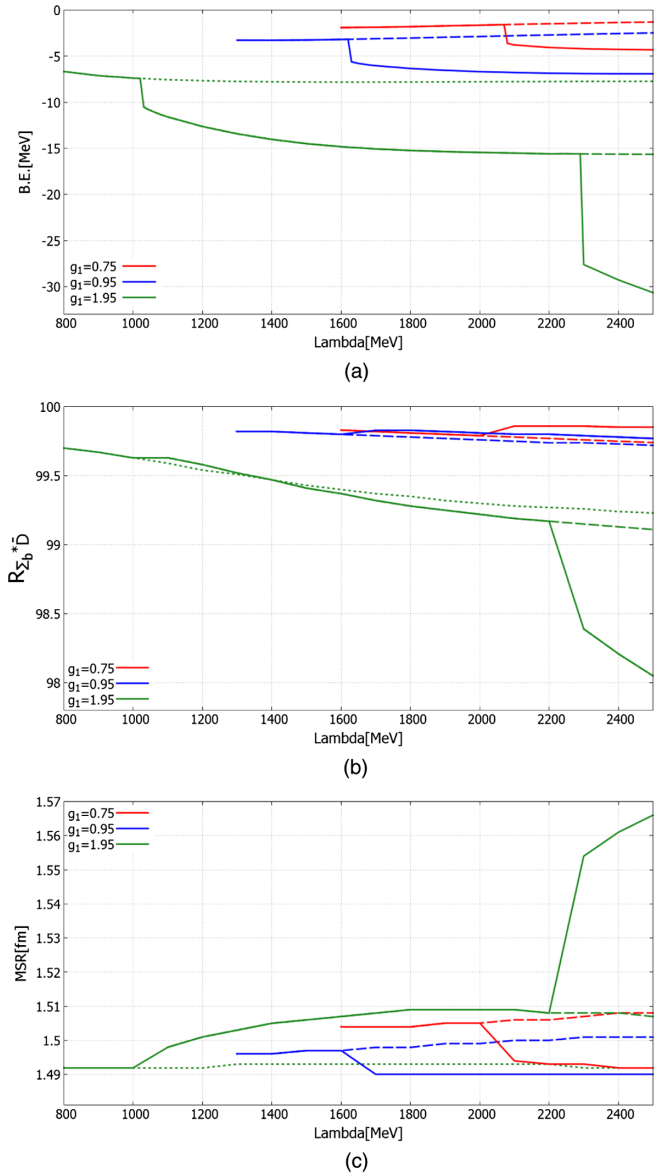 0
-5
-10
-15
-20
-25
-30
B.E.[MeV]
g₁=0.75
g₁=0.95
g₁=1.95
800 1000 1200 1400 1600 1800 2000 2200 2400
Lambda[MeV]
(a)
100
99.5
99
98.5
98
R_Σ_b*D̄
g₁=0.75
g₁=0.95
g₁=1.95
800 1000 1200 1400 1600 1800 2000 2200 2400
Lambda[MeV]
(b)
1.57
1.56
1.55
1.54
1.53
1.52
1.51
1.5
1.49
MSR[fm]
g₁=0.75
g₁=0.95
g₁=1.95
800 1000 1200 1400 1600 1800 2000 2200 2400
Lambda[MeV]
(c)